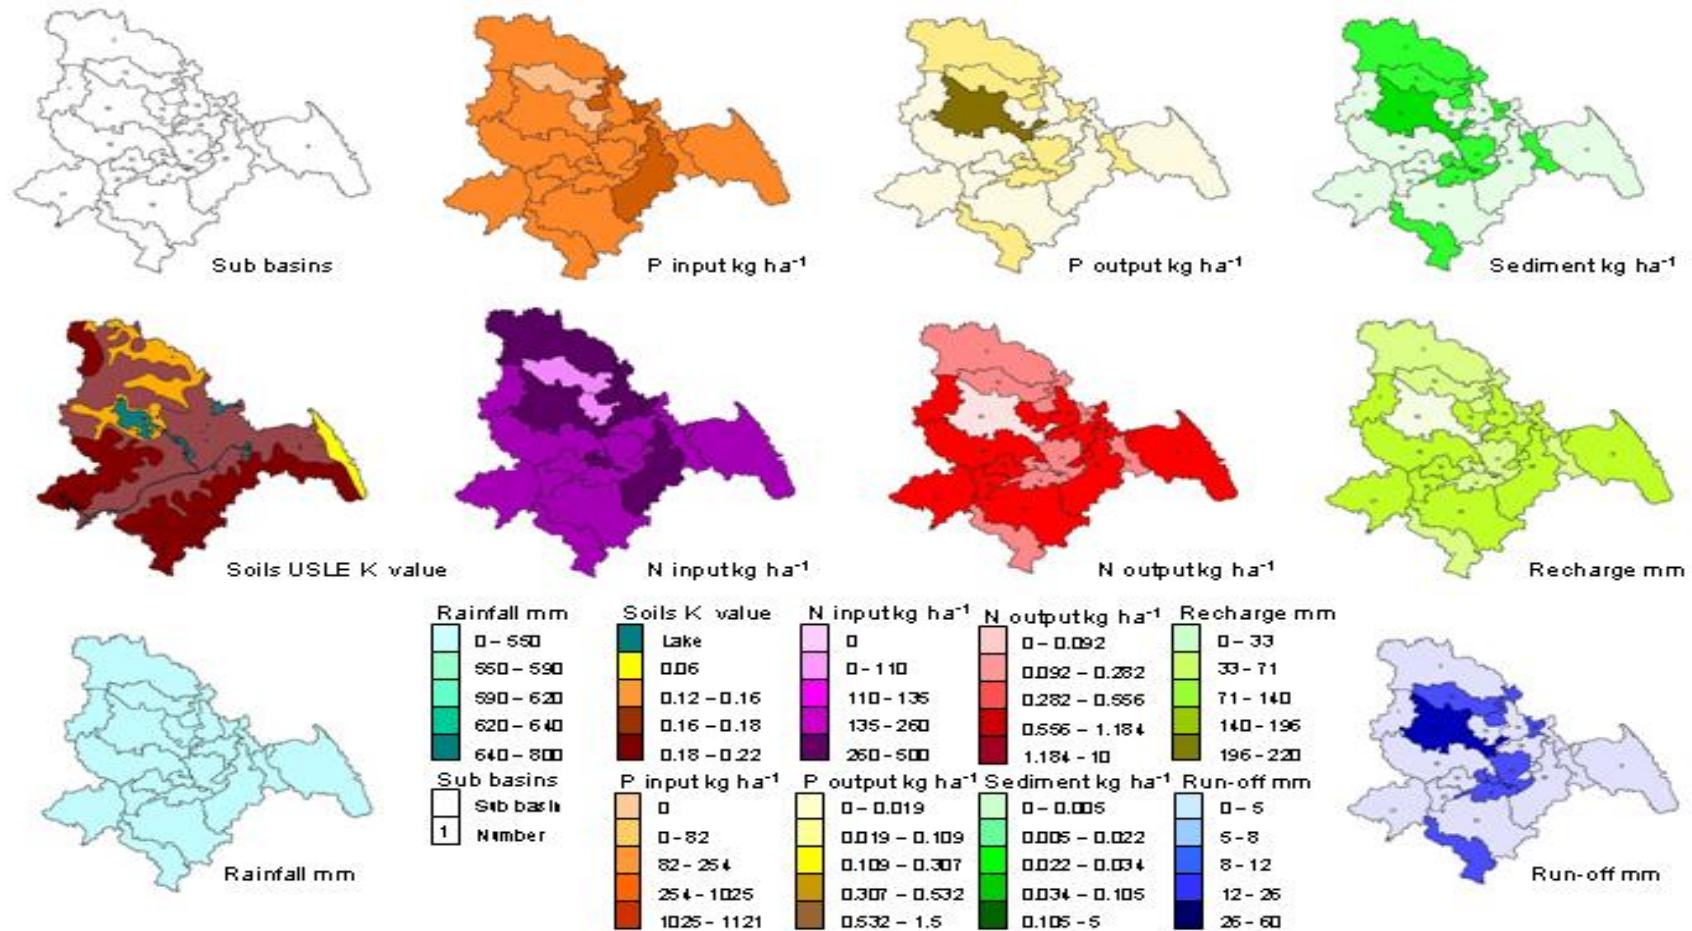 Sub basins
P input kg ha⁻¹
P output kg ha⁻¹
Sediment kg ha⁻¹
Soils USLE K value
N input kg ha⁻¹
N output kg ha⁻¹
Recharge mm
Rainfall mm
0 – 550
550 – 590
590 – 620
620 – 640
640 – 800
Soils K value
Lake
0.06
0.12 – 0.16
0.16 – 0.18
0.18 – 0.22
N input kg ha⁻¹
0
0 – 110
110 – 135
135 – 260
260 – 500
N output kg ha⁻¹
0 – 0.092
0.092 – 0.282
0.282 – 0.556
0.556 – 1.184
1.184 – 10
Recharge mm
0 – 33
33 – 71
71 – 140
140 – 196
196 – 220
Sub basins
Sub basin
1 Number
P input kg ha⁻¹
0
0 – 82
82 – 254
254 – 1025
1025 – 1121
P output kg ha⁻¹
0 – 0.019
0.019 – 0.109
0.109 – 0.307
0.307 – 0.532
0.532 – 1.5
Sediment kg ha⁻¹
0 – 0.005
0.005 – 0.022
0.022 – 0.034
0.034 – 0.105
0.105 – 5
Run-off mm
0 – 5
5 – 8
8 – 12
12 – 26
26 – 60
Rainfall mm
Run-off mm